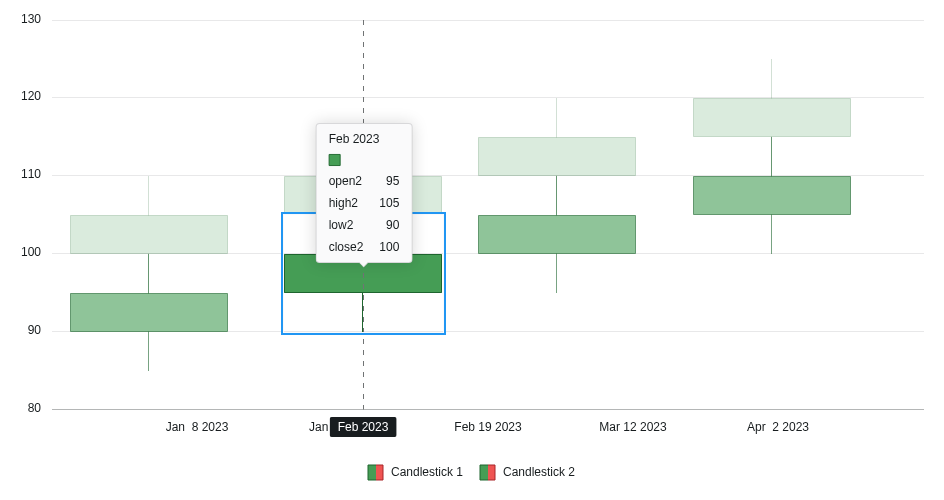 130
120
110
100
90
80
Feb 2023
open2 95
high2 105
low2 90
close2 100
Jan 8 2023
Jan
Feb 2023
Feb 19 2023
Mar 12 2023
Apr 2 2023
Candlestick 1
Candlestick 2